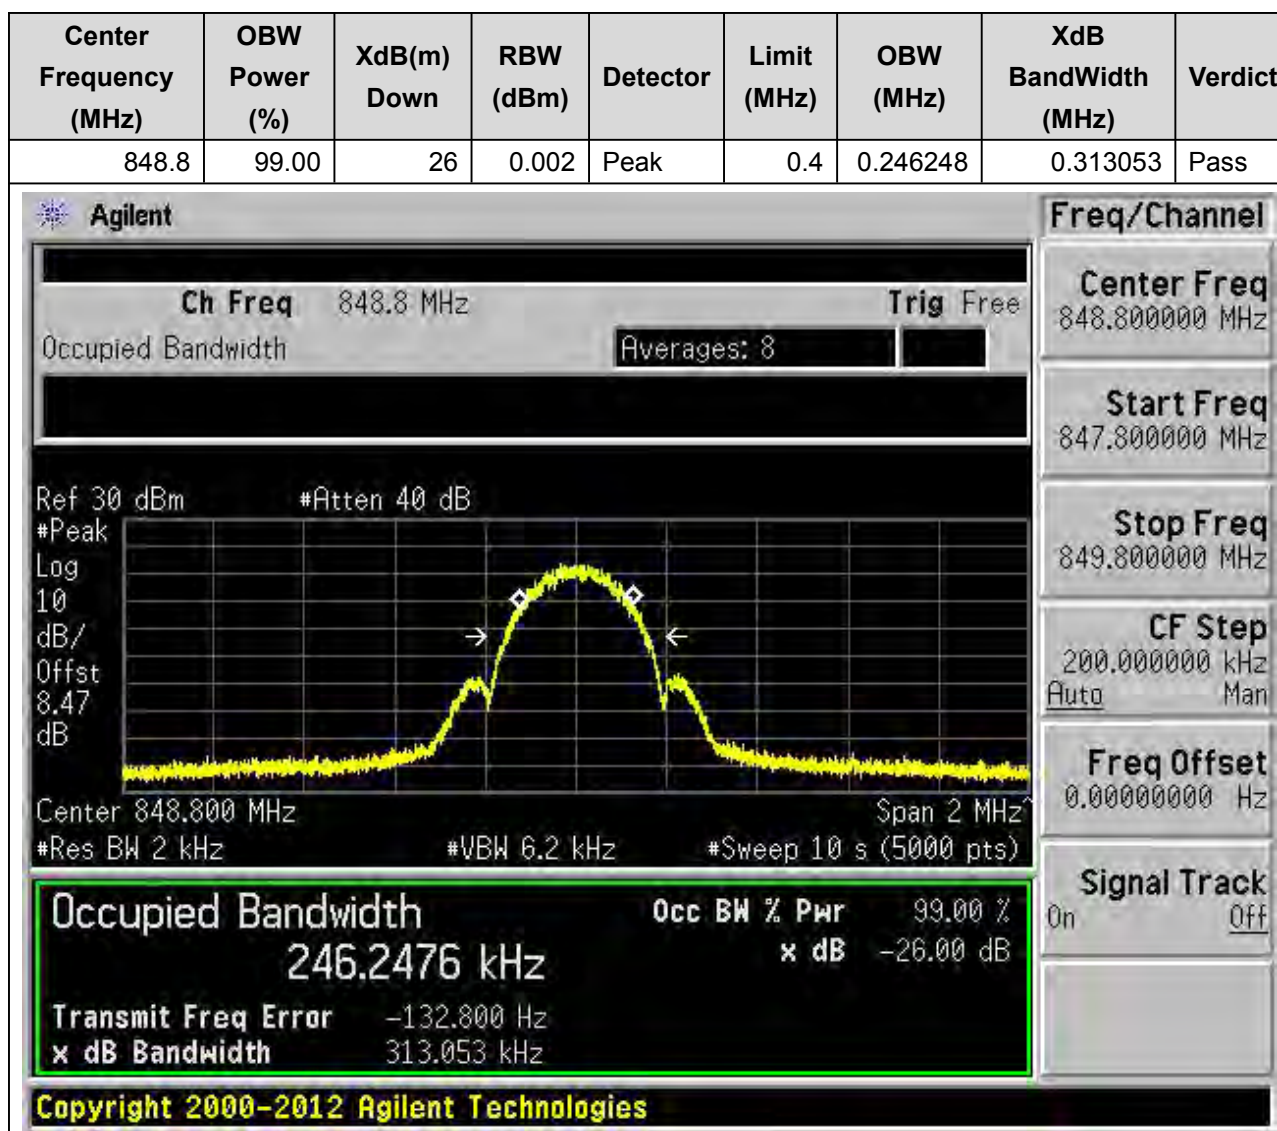 Center Frequency (MHz) OBW Power (%) XdB(m) Down RBW (dBm) Detector Limit (MHz) OBW (MHz) XdB BandWidth (MHz) Verdict
848.8 99.00 26 0.002 Peak 0.4 0.246248 0.313053 Pass
Agilent
Freq/Channel
Ch Freq 848.8 MHz Trig Free
Occupied Bandwidth Averages: 8
Center Freq
848.800000 MHz
Start Freq
847.800000 MHz
Stop Freq
849.800000 MHz
CF Step
200.000000 kHz
Auto Man
Freq Offset
0.00000000 Hz
Signal Track
On Off
Ref 30 dBm #Atten 40 dB
#Peak
Log
10
dB/
Offst
8.47
dB
Center 848.800 MHz Span 2 MHz^
#Res BW 2 kHz #VBW 6.2 kHz #Sweep 10 s (5000 pts)
Occupied Bandwidth Occ BW % Pwr 99.00 %
246.2476 kHz x dB -26.00 dB
Transmit Freq Error -132.800 Hz
x dB Bandwidth 313.053 kHz
Copyright 2000-2012 Agilent Technologies